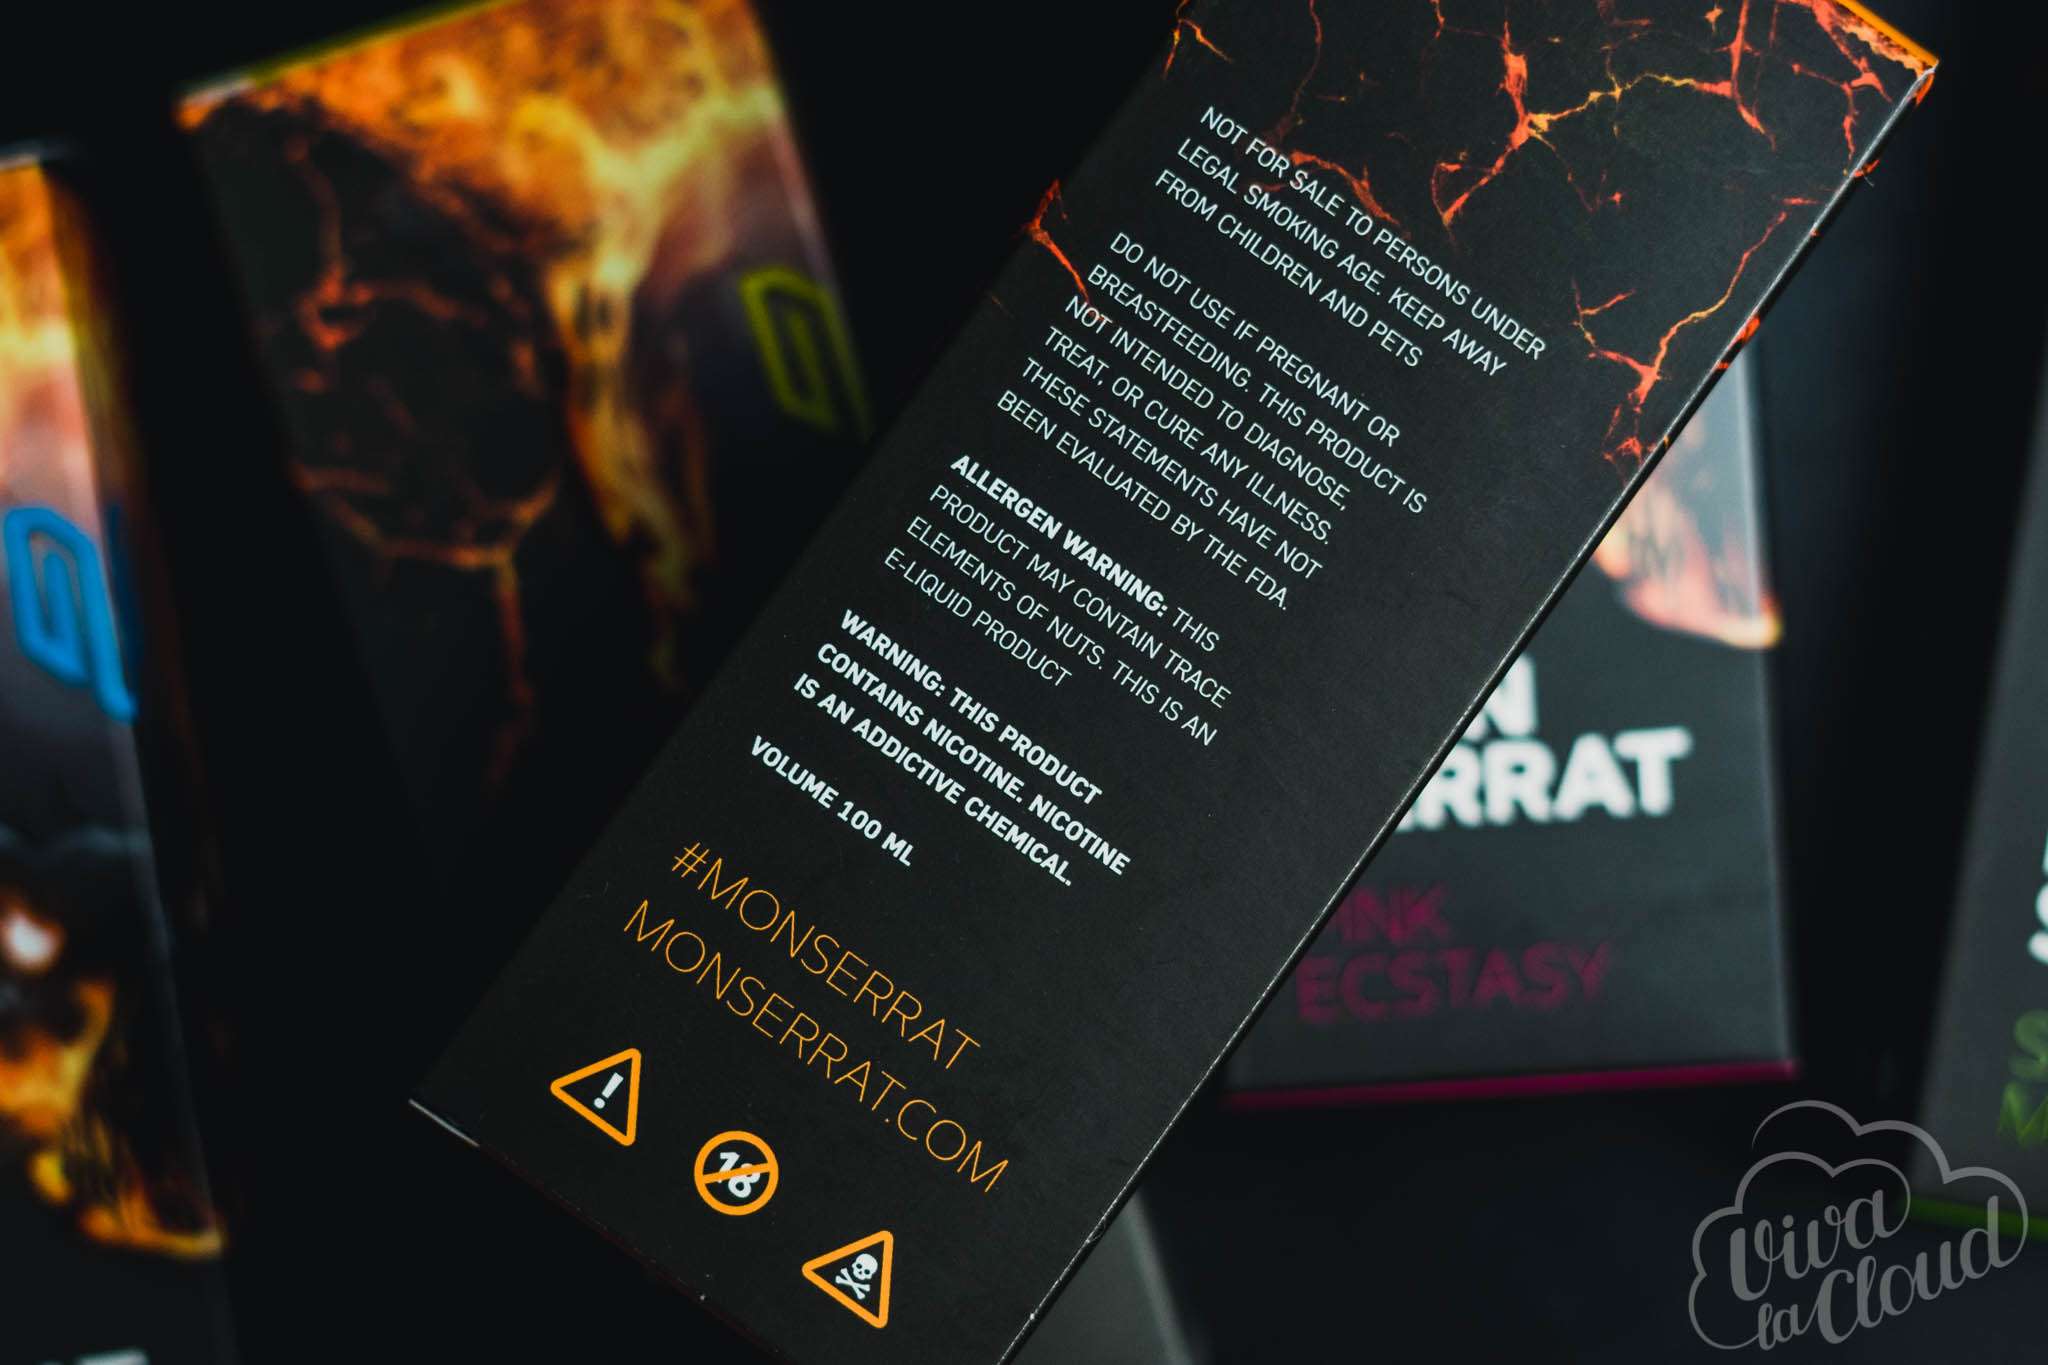 NOT FOR SALE TO PERSONS UNDER
LEGAL SMOKING AGE. KEEP AWAY
FROM CHILDREN AND PETS
DO NOT USE IF PREGNANT OR
BREASTFEEDING. THIS PRODUCT IS
NOT INTENDED TO DIAGNOSE,
TREAT, OR CURE ANY ILLNESS.
THESE STATEMENTS HAVE NOT
BEEN EVALUATED BY THE FDA.
ALLERGEN WARNING: THIS
PRODUCT MAY CONTAIN TRACE
ELEMENTS OF NUTS. THIS IS AN
E-LIQUID PRODUCT
WARNING: THIS PRODUCT
CONTAINS NICOTINE. NICOTINE
IS AN ADDICTIVE CHEMICAL.
VOLUME 100 ML
#MONSERRAT
MONSERRAT.COM
!
18
ERRAT
ECSTASY
Viva
la Cloud